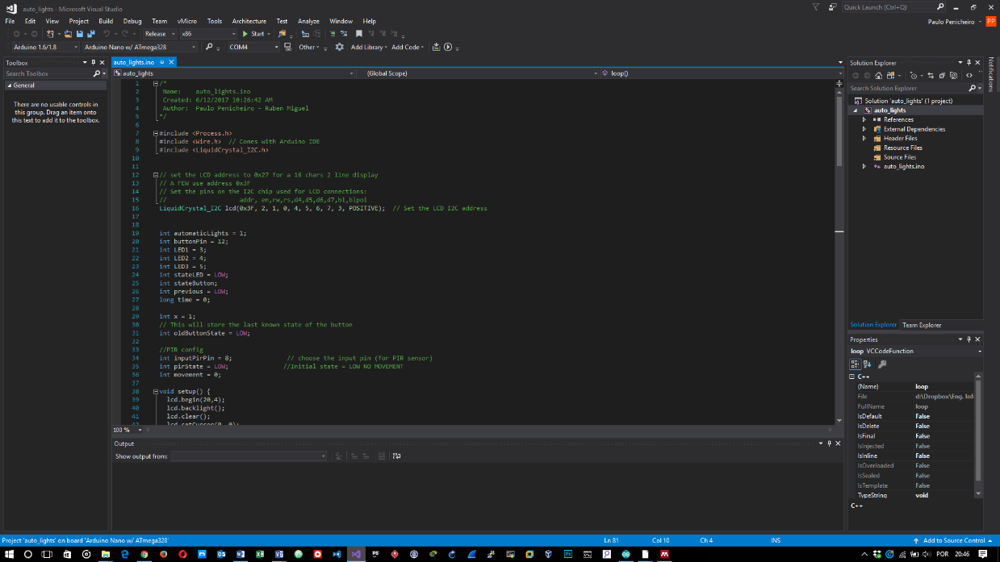 auto_lights - Microsoft Visual Studio
Quick Launch (Ctrl+Q)
File Edit View Project Build Debug Team vMicro Tools Architecture Test Analyze Window Help
Paulo Penicheiro PP
Release x86 Start
Arduino 1.6/1.8 Arduino Nano w/ ATmega328 COM4 Other Add Library Add Code
Toolbox
Search Toolbox
General
There are no usable controls in
this group. Drag an item onto
this text to add it to the toolbox.
auto_lights.ino
auto_lights (Global Scope) loop()
1 /*
2 Name: auto_lights.ino
3 Created: 6/12/2017 10:26:42 AM
4 Author: Paulo Penicheiro - Ruben Miguel
5 */
6
7 #include <Process.h>
8 #include <Wire.h> // Comes with Arduino IDE
9 #include <LiquidCrystal_I2C.h>
10
11
12 // set the LCD address to 0x27 for a 16 chars 2 line display
13 // A FEW use address 0x3F
14 // Set the pins on the I2C chip used for LCD connections:
15 // addr, en,rw,rs,d4,d5,d6,d7,bl,blpol
16 LiquidCrystal_I2C lcd(0x3F, 2, 1, 0, 4, 5, 6, 7, 3, POSITIVE); // Set the LCD I2C address
17
18
19 int automaticLights = 1;
20 int buttonPin = 12;
21 int LED1 = 3;
22 int LED2 = 4;
23 int LED3 = 5;
24 int stateLED = LOW;
25 int stateButton;
26 int previous = LOW;
27 long time = 0;
28
29 int x = 1;
30 // This will store the last known state of the button
31 int oldButtonState = LOW;
32
33 //PIR config
34 int inputPirPin = 8; // choose the input pin (for PIR sensor)
35 int pirState = LOW; //Initial state = LOW NO MOVEMENT
36 int movement = 0;
37
38 void setup() {
39 lcd.begin(20,4);
40 lcd.backlight();
41 lcd.clear();
42 lcd.setCursor(0, 0);
100 %
Output
Show output from:
Solution Explorer
Search Solution Explorer
Solution 'auto_lights' (1 project)
auto_lights
References
External Dependencies
Header Files
Resource Files
Source Files
auto_lights.ino
Solution Explorer Team Explorer
Notifications
Properties
loop VCCodeFunction
C++
(Name) loop
File d:\Dropbox\Eng. Inf
FullName loop
IsDefault False
IsDelete False
IsFinal False
IsInjected False
IsInline False
IsOverloaded False
IsSealed False
IsTemplate False
TypeString void
C++
Project 'auto_lights' on board 'Arduino Nano w/ ATmega328' Ln 81 Col 10 Ch 4 INS Add to Source Control
POR 20:46